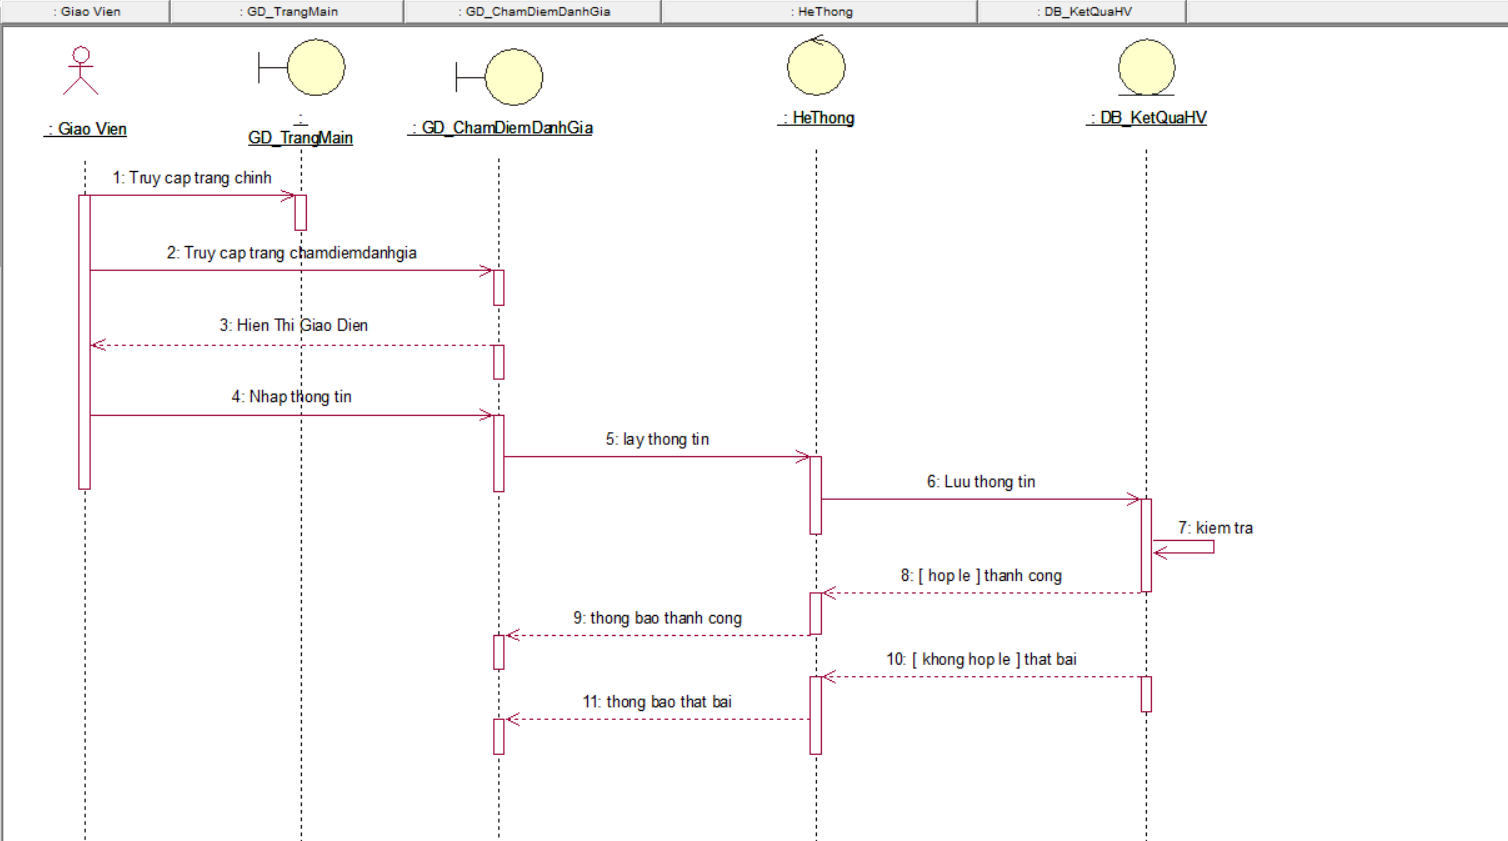 : Giao Vien
: GD_TrangMain
: GD_ChamDiemDanhGia
: HeThong
: DB_KetQuaHV
: Giao Vien
:
GD_TrangMain
: GD_ChamDiemDanhGia
: HeThong
: DB_KetQuaHV
1: Truy cap trang chinh
2: Truy cap trang chamdiemdanhgia
3: Hien Thi Giao Dien
4: Nhap thong tin
5: lay thong tin
6: Luu thong tin
7: kiem tra
8: [ hop le ] thanh cong
9: thong bao thanh cong
10: [ khong hop le ] that bai
11: thong bao that bai